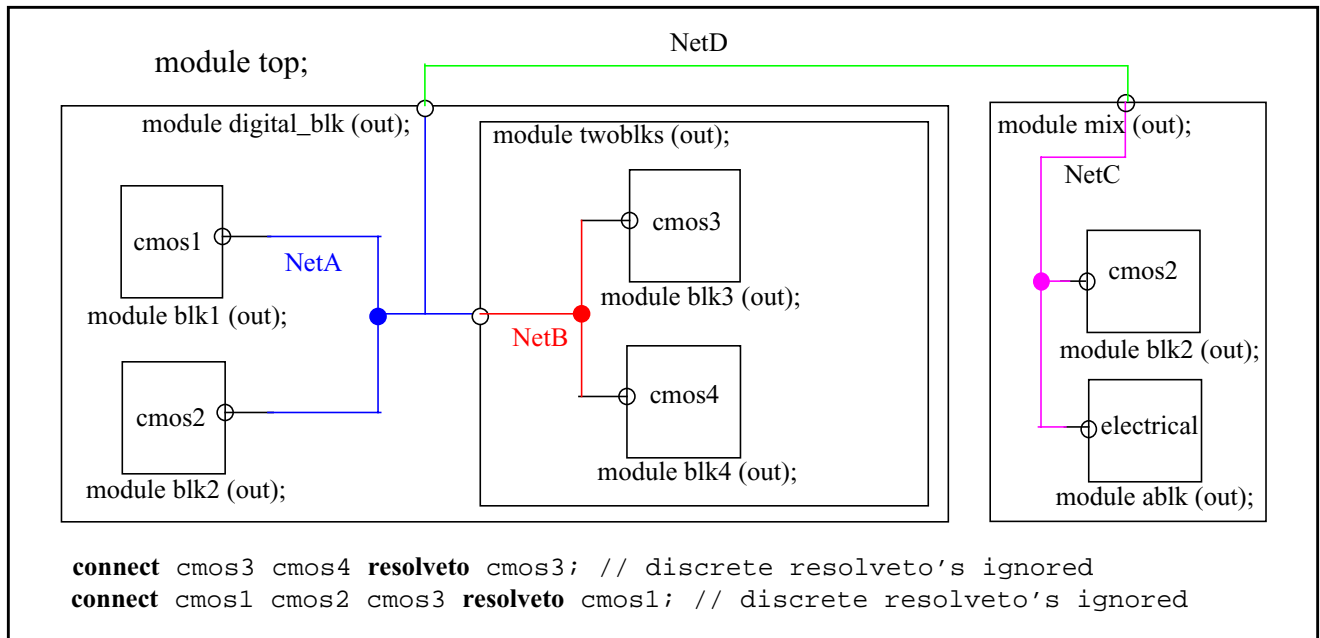 NetD
module top;
module digital_blk (out);
module twoblks (out);
module mix (out);
NetC
cmos1
NetA
module blk1 (out);
cmos2
module blk2 (out);
cmos3
module blk3 (out);
NetB
cmos4
module blk4 (out);
cmos2
module blk2 (out);
electrical
module ablk (out);
connect cmos3 cmos4 resolveto cmos3; // discrete resolveto's ignored
connect cmos1 cmos2 cmos3 resolveto cmos1; // discrete resolveto's ignored